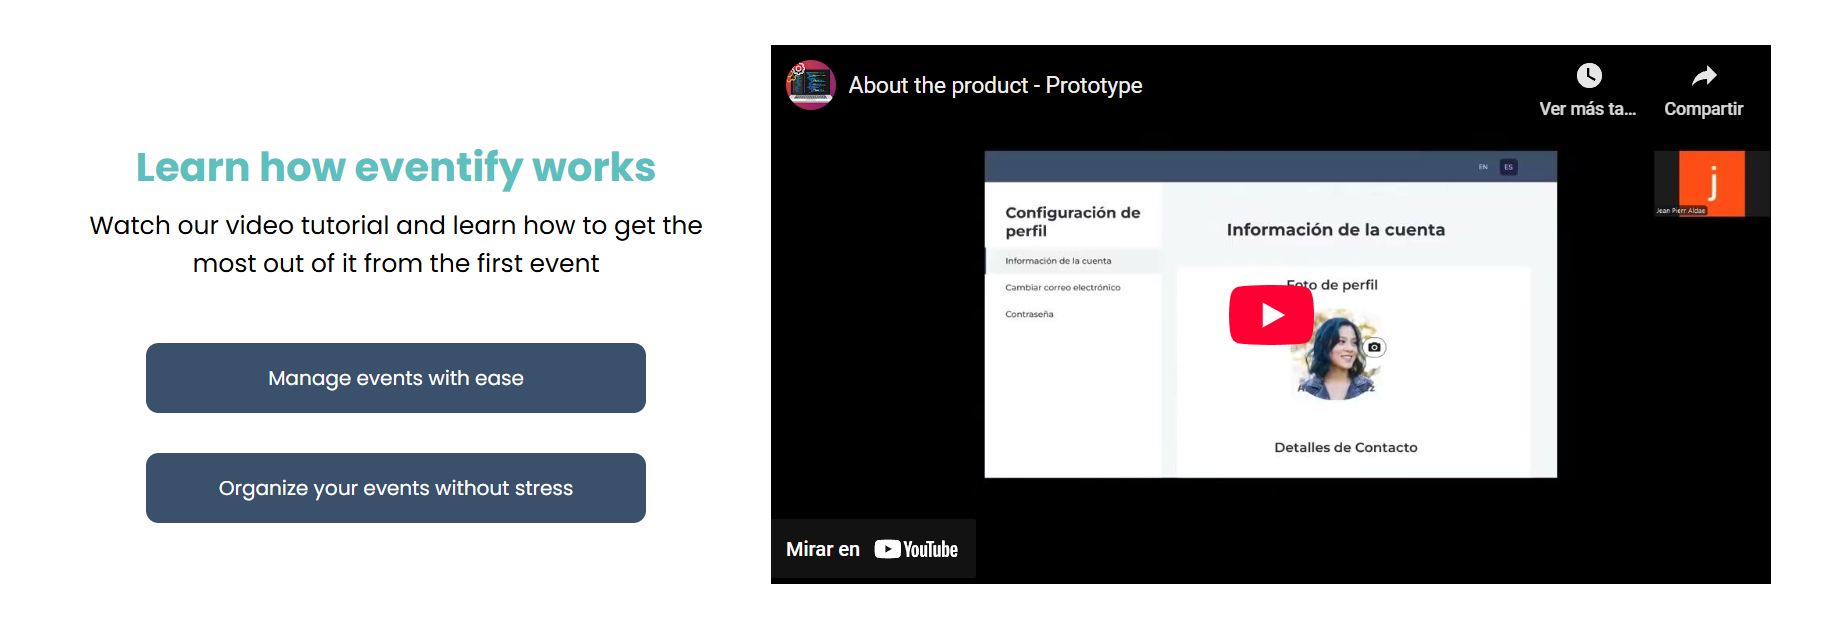 Learn how eventify works
Watch our video tutorial and learn how to get the
most out of it from the first event
Manage events with ease
Organize your events without stress
About the product - Prototype
Ver más ta...
Compartir
EN
ES
Configuración de
perfil
Información de la cuenta
Cambiar correo electrónico
Contraseña
Información de la cuenta
Foto de perfil
Detalles de Contacto
j
Jean Pierr Aldae
Mirar en YouTube